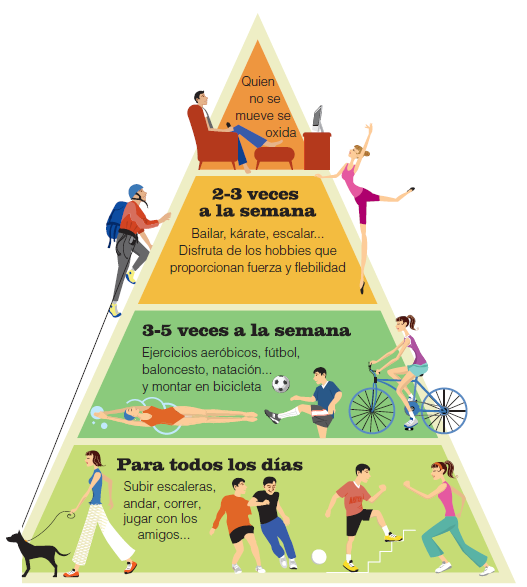 Quien
no se
mueve se
oxida
2-3 veces
a la semana
Bailar, kárate, escalar...
Disfruta de los hobbies que
proporcionan fuerza y flebilidad
3-5 veces a la semana
Ejercicios aeróbicos, fútbol,
baloncesto, natación...
y montar en bicicleta
Para todos los días
Subir escaleras,
andar, correr,
jugar con los
amigos...